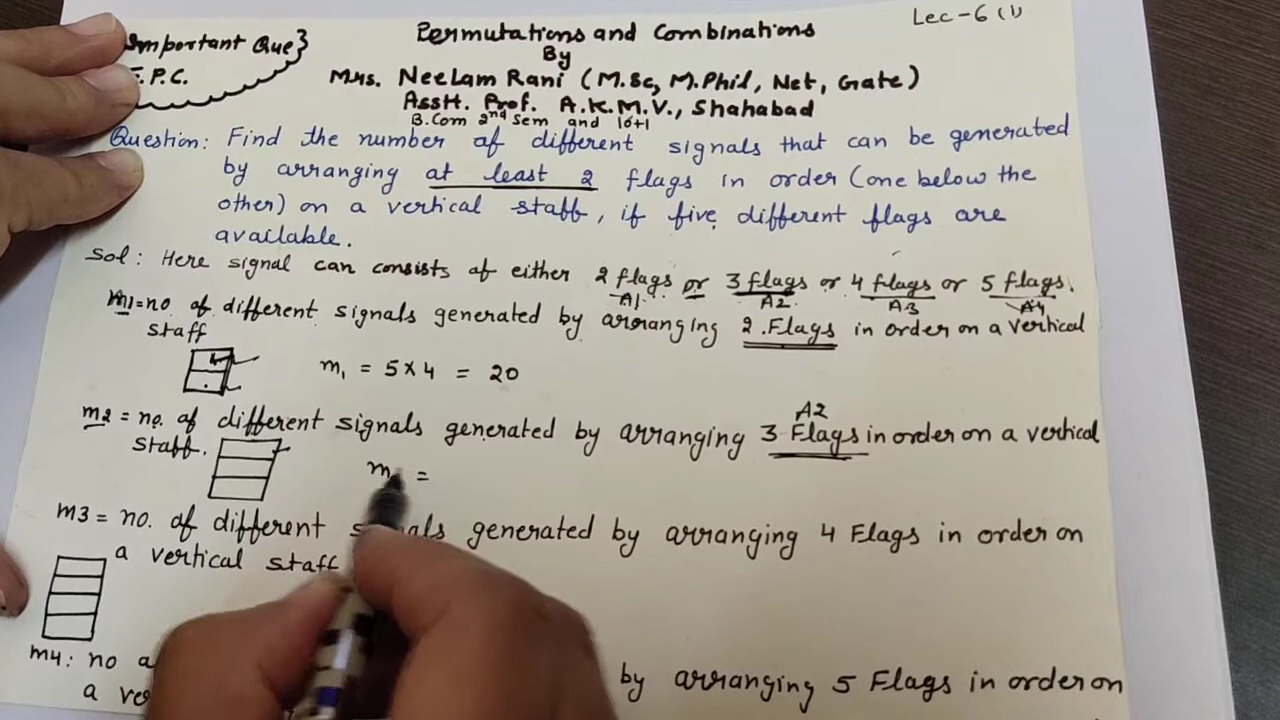 Lec-6 (1)
Important Que}
F.P.C.
Permutations and Combinations
By
Mrs. Neelam Rani (M.Sc, M.Phil, Net, Gate)
Asstt. Prof. A.K.M.V., Shahabad
B.Com 2nd Sem and 10+1
Question: Find the number of different signals that can be generated
by arranging at least 2 flags in order (one below the
other) on a vertical staff, if five different flags are
available.
Sol: Here signal can consists of either 2 flags or 3 flags or 4 flags or 5 flags.
A1 A2 A3 A4
m1 = no. of different signals generated by arranging 2 Flags in order on a vertical
staff
m1 = 5 × 4 = 20
A2
m2 = no. of different signals generated by arranging 3 Flags in order on a vertical
staff.
m =
m3 = no. of different signals generated by arranging 4 Flags in order on
a vertical staff
m4: no by arranging 5 Flags in order on
a